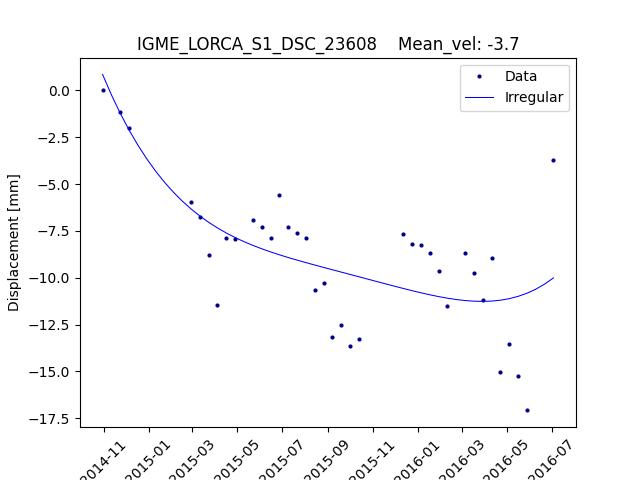 IGME_LORCA_S1_DSC_23608    Mean_vel: -3.7
Data
Irregular
Displacement [mm]
0.0
−2.5
−5.0
−7.5
−10.0
−12.5
−15.0
−17.5
2014-11 2015-01 2015-03 2015-05 2015-07 2015-09 2015-11 2016-01 2016-03 2016-05 2016-07